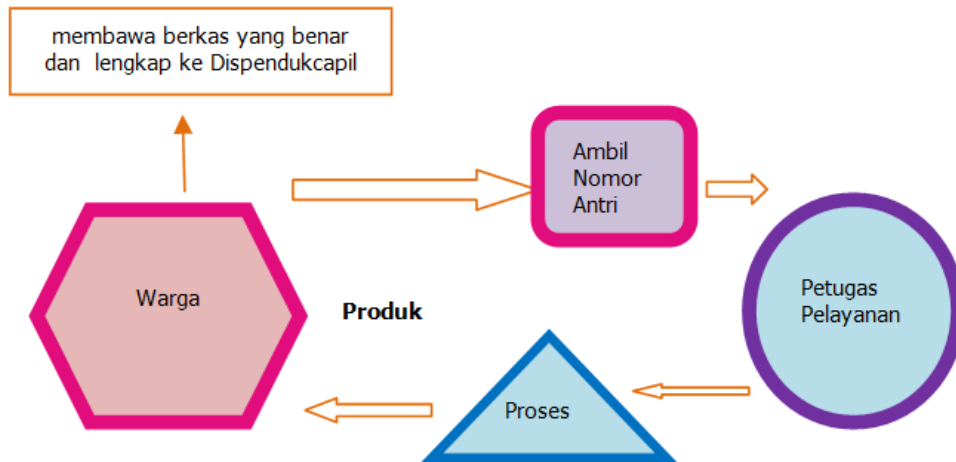 membawa berkas yang benar
dan lengkap ke Dispendukcapil
Ambil
Nomor
Antri
Warga
Produk
Petugas
Pelayanan
Proses